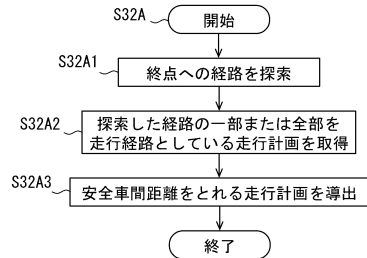 S32A
開始
S32A1
終点への経路を探索
S32A2
探索した経路の一部または全部を
走行経路としている走行計画を取得
S32A3
安全車間距離をとれる走行計画を導出
終了